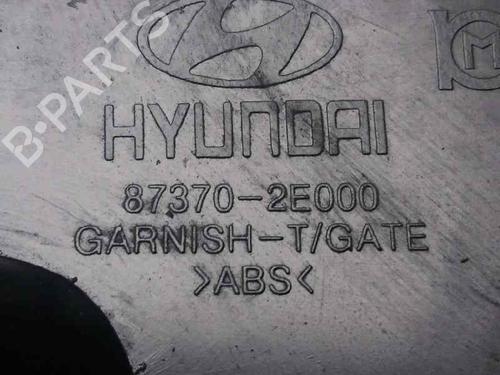 B-PARTS
HYUNDAI
87370-2E000
GARNISH-T/GATE
>ABS<
M